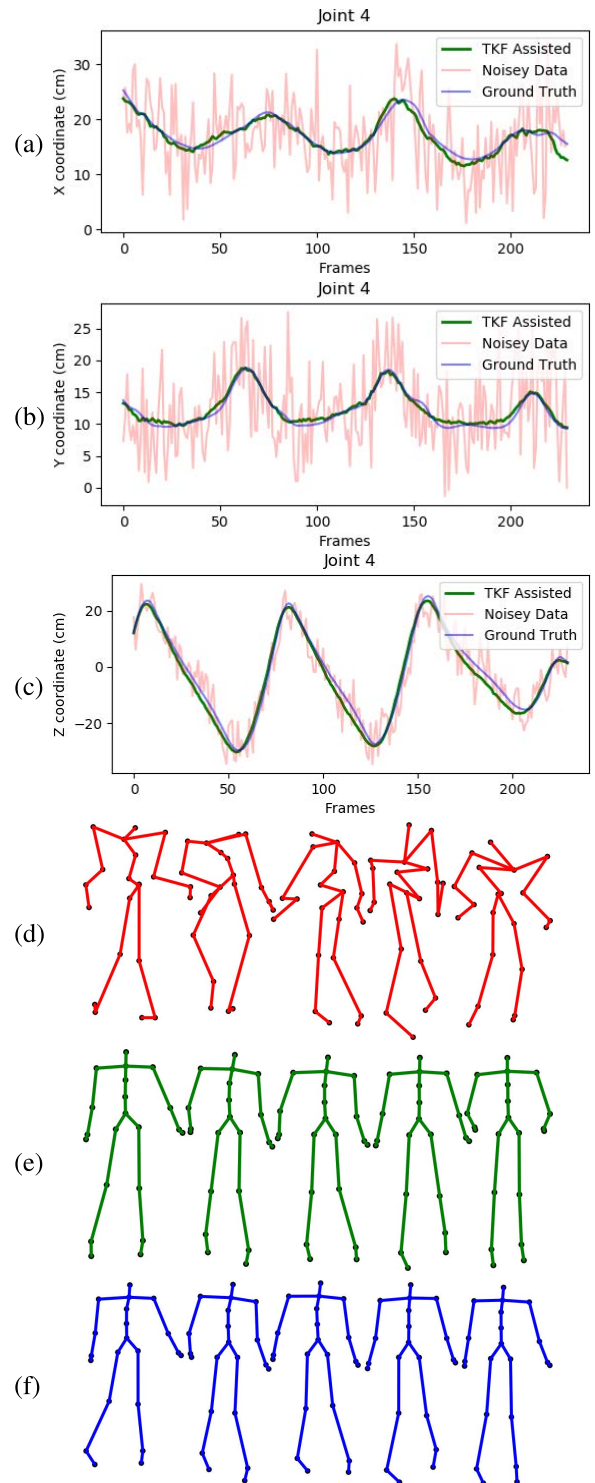 Joint 4
30
20
10
0
X coordinate (cm)
TKF Assisted
Noisey Data
Ground Truth
(a)
0 50 100 150 200
Frames
Joint 4
25
20
15
10
5
0
Y coordinate (cm)
TKF Assisted
Noisey Data
Ground Truth
(b)
0 50 100 150 200
Frames
Joint 4
20
0
−20
Z coordinate (cm)
TKF Assisted
Noisey Data
Ground Truth
(c)
0 50 100 150 200
Frames
(d)
(e)
(f)